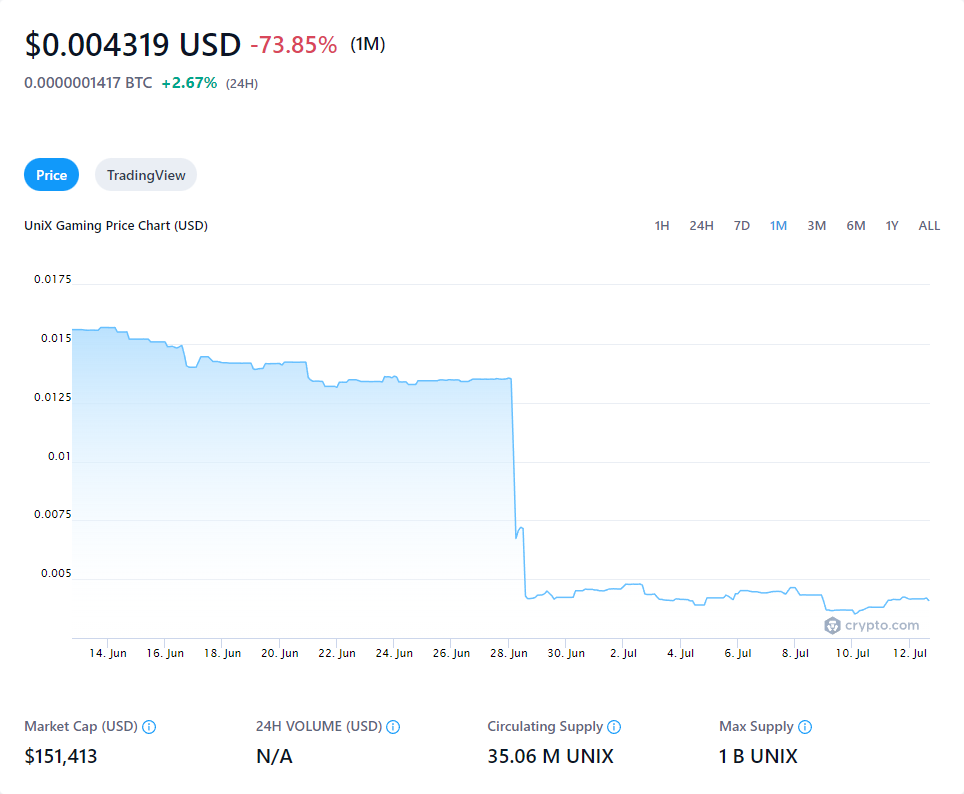 $0.004319 USD -73.85% (1M)
0.0000001417 BTC +2.67% (24H)
Price TradingView
UniX Gaming Price Chart (USD) 1H 24H 7D 1M 3M 6M 1Y ALL
0.0175
0.015
0.0125
0.01
0.0075
0.005
crypto.com
14. Jun 16. Jun 18. Jun 20. Jun 22. Jun 24. Jun 26. Jun 28. Jun 30. Jun 2. Jul 4. Jul 6. Jul 8. Jul 10. Jul 12. Jul
Market Cap (USD) 24H VOLUME (USD) Circulating Supply Max Supply
$151,413 N/A 35.06 M UNIX 1 B UNIX